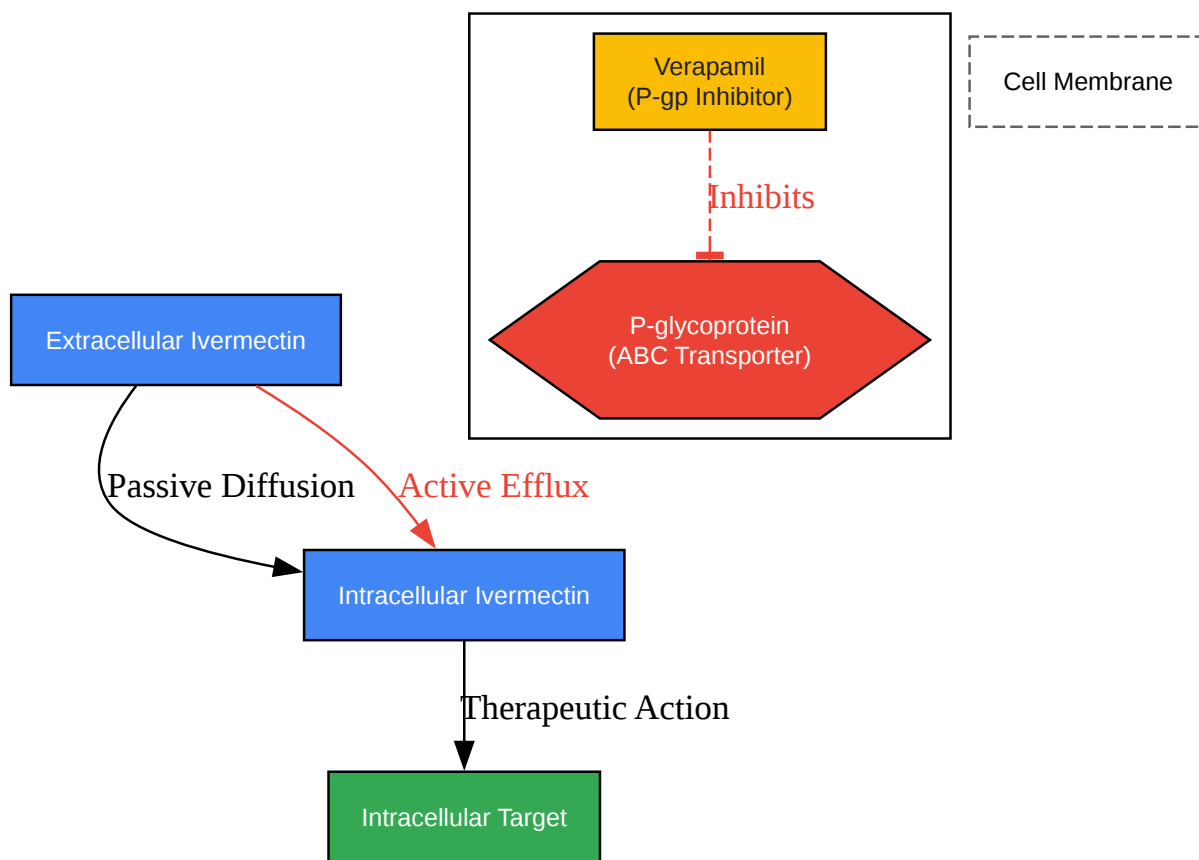 Verapamil
(P-gp Inhibitor)
Cell Membrane
Inhibits
P-glycoprotein
(ABC Transporter)
Extracellular Ivermectin
Passive Diffusion
Active Efflux
Intracellular Ivermectin
Therapeutic Action
Intracellular Target